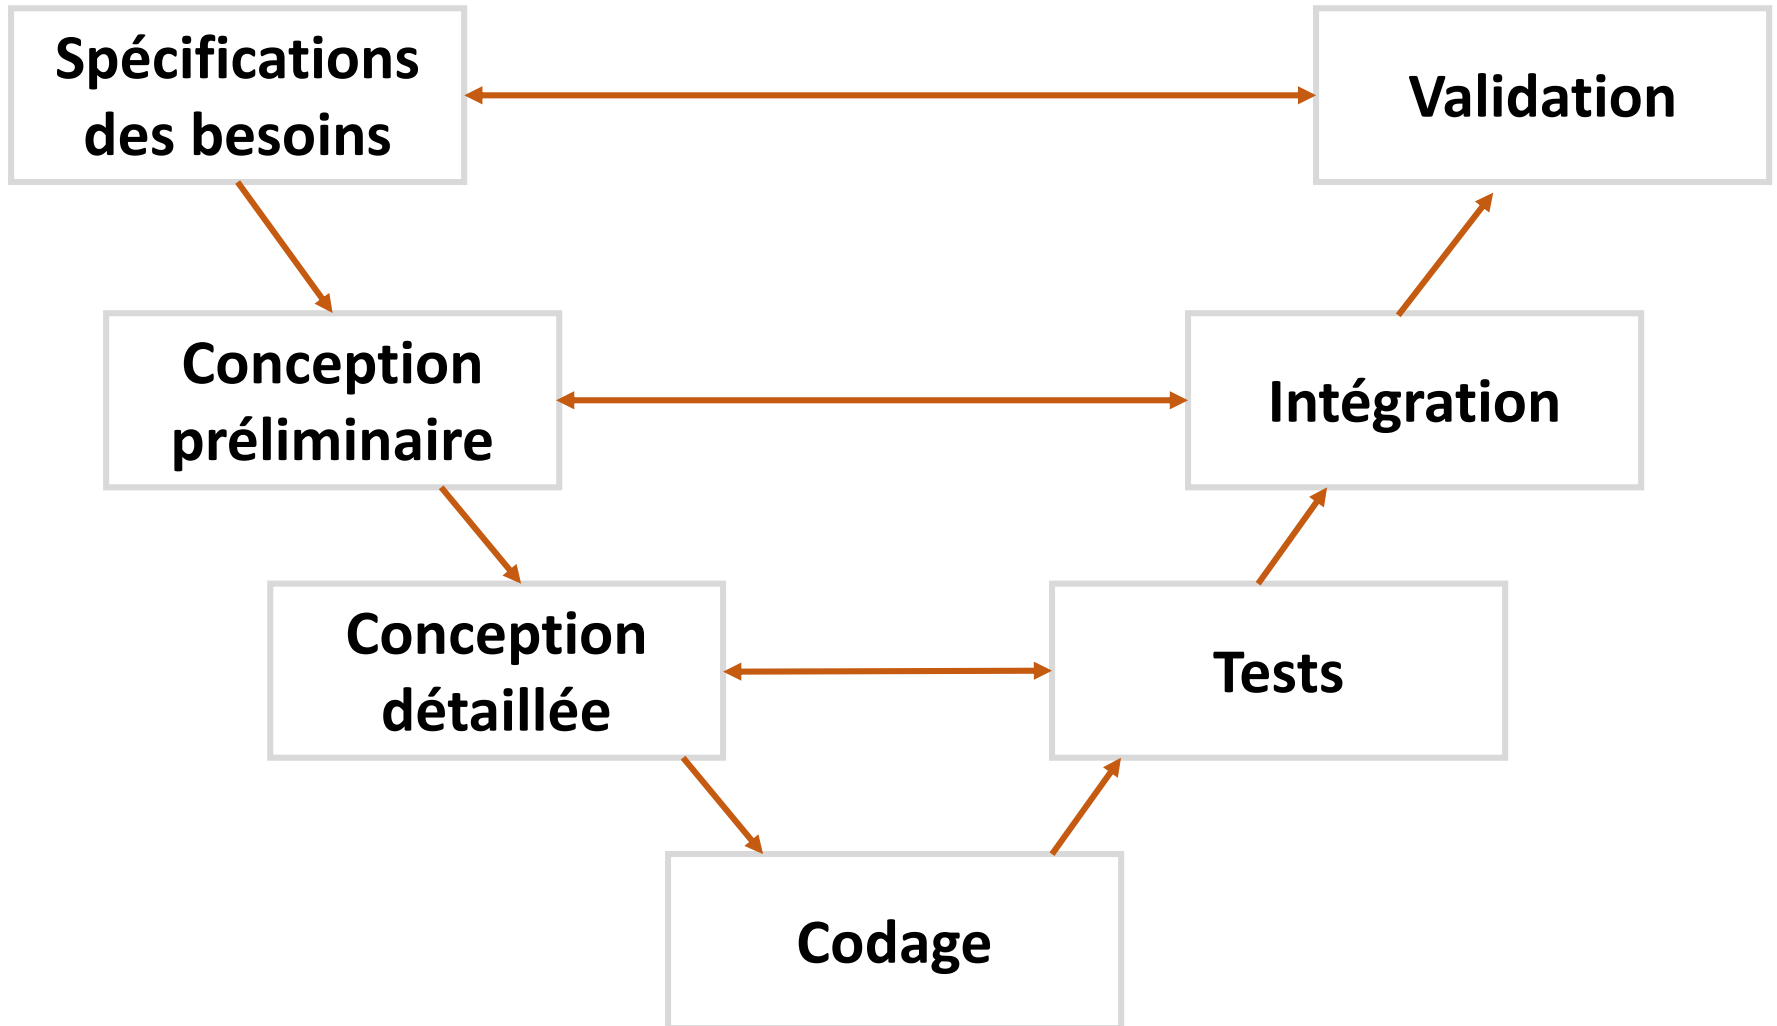 Spécifications
des besoins
Validation
Conception
préliminaire
Intégration
Conception
détaillée
Tests
Codage